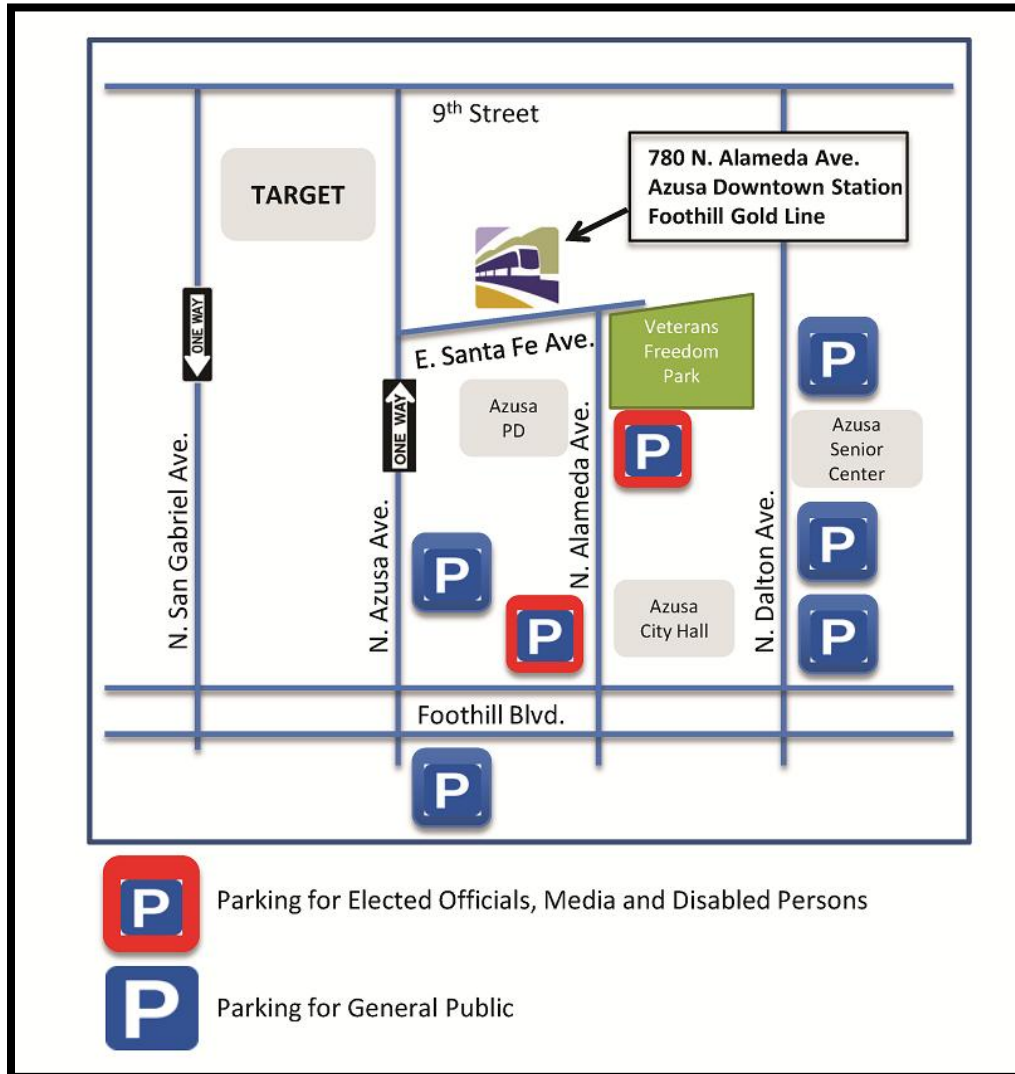 9th Street
780 N. Alameda Ave.
Azusa Downtown Station
Foothill Gold Line
TARGET
ONE WAY
E. Santa Fe Ave.
Veterans
Freedom
Park
P
ONE WAY
Azusa
PD
P
Azusa
Senior
Center
N. San Gabriel Ave.
N. Azusa Ave.
N. Alameda Ave.
N. Dalton Ave.
P
P
P
Azusa
City Hall
P
Foothill Blvd.
P
P
Parking for Elected Officials, Media and Disabled Persons
P
Parking for General Public